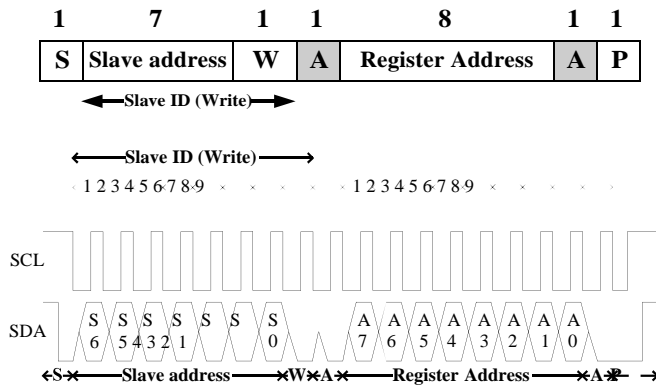 1 7 1 1 8 1 1
S Slave address W A Register Address A P
Slave ID (Write)
Slave ID (Write)
1 2 3 4 5 6 7 8 9 1 2 3 4 5 6 7 8 9
SCL
SDA
S S S S S S S A A A A A A A A
6 5 4 3 2 1 0 7 6 5 4 3 2 1 0
S Slave address W A Register Address A P